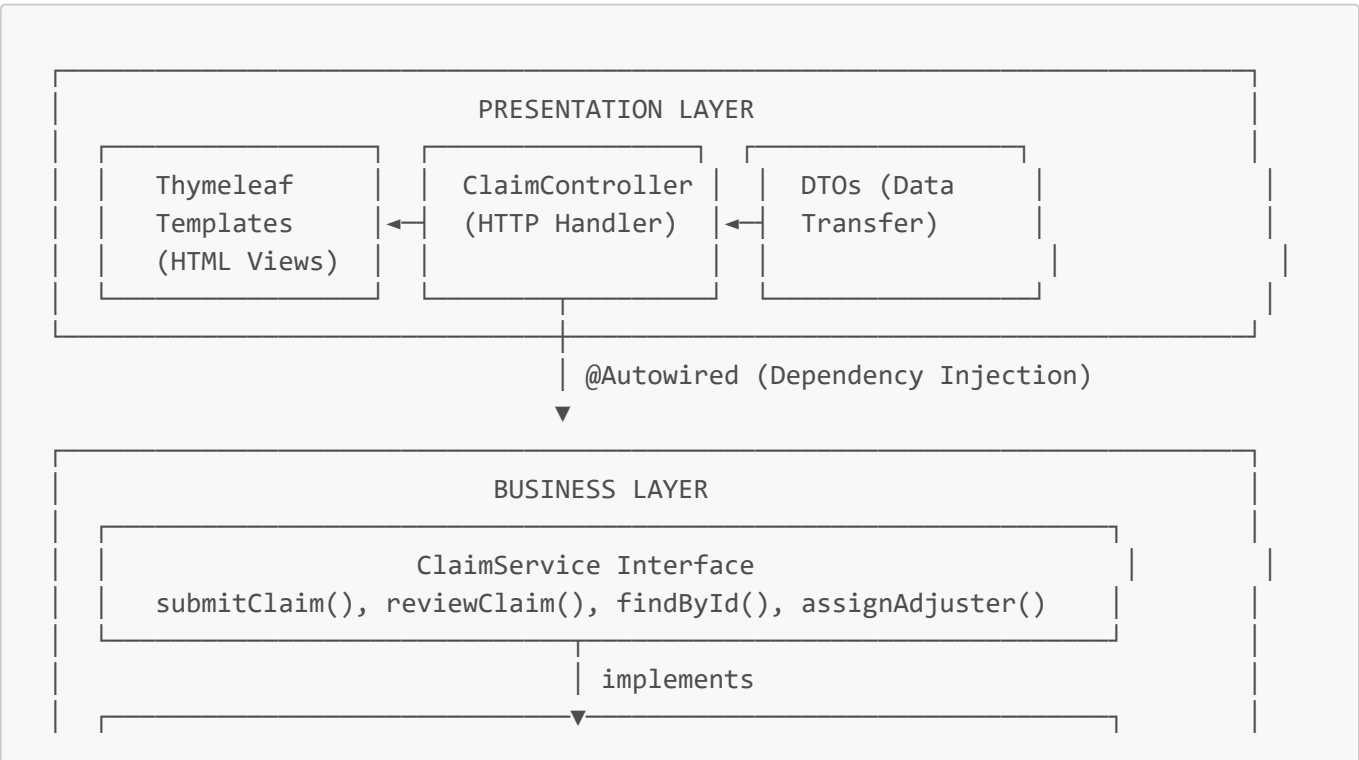 PRESENTATION LAYER
Thymeleaf ClaimController DTOs (Data
Templates (HTTP Handler) Transfer)
(HTML Views)
@Autowired (Dependency Injection)
BUSINESS LAYER
ClaimService Interface
submitClaim(), reviewClaim(), findById(), assignAdjuster()
implements